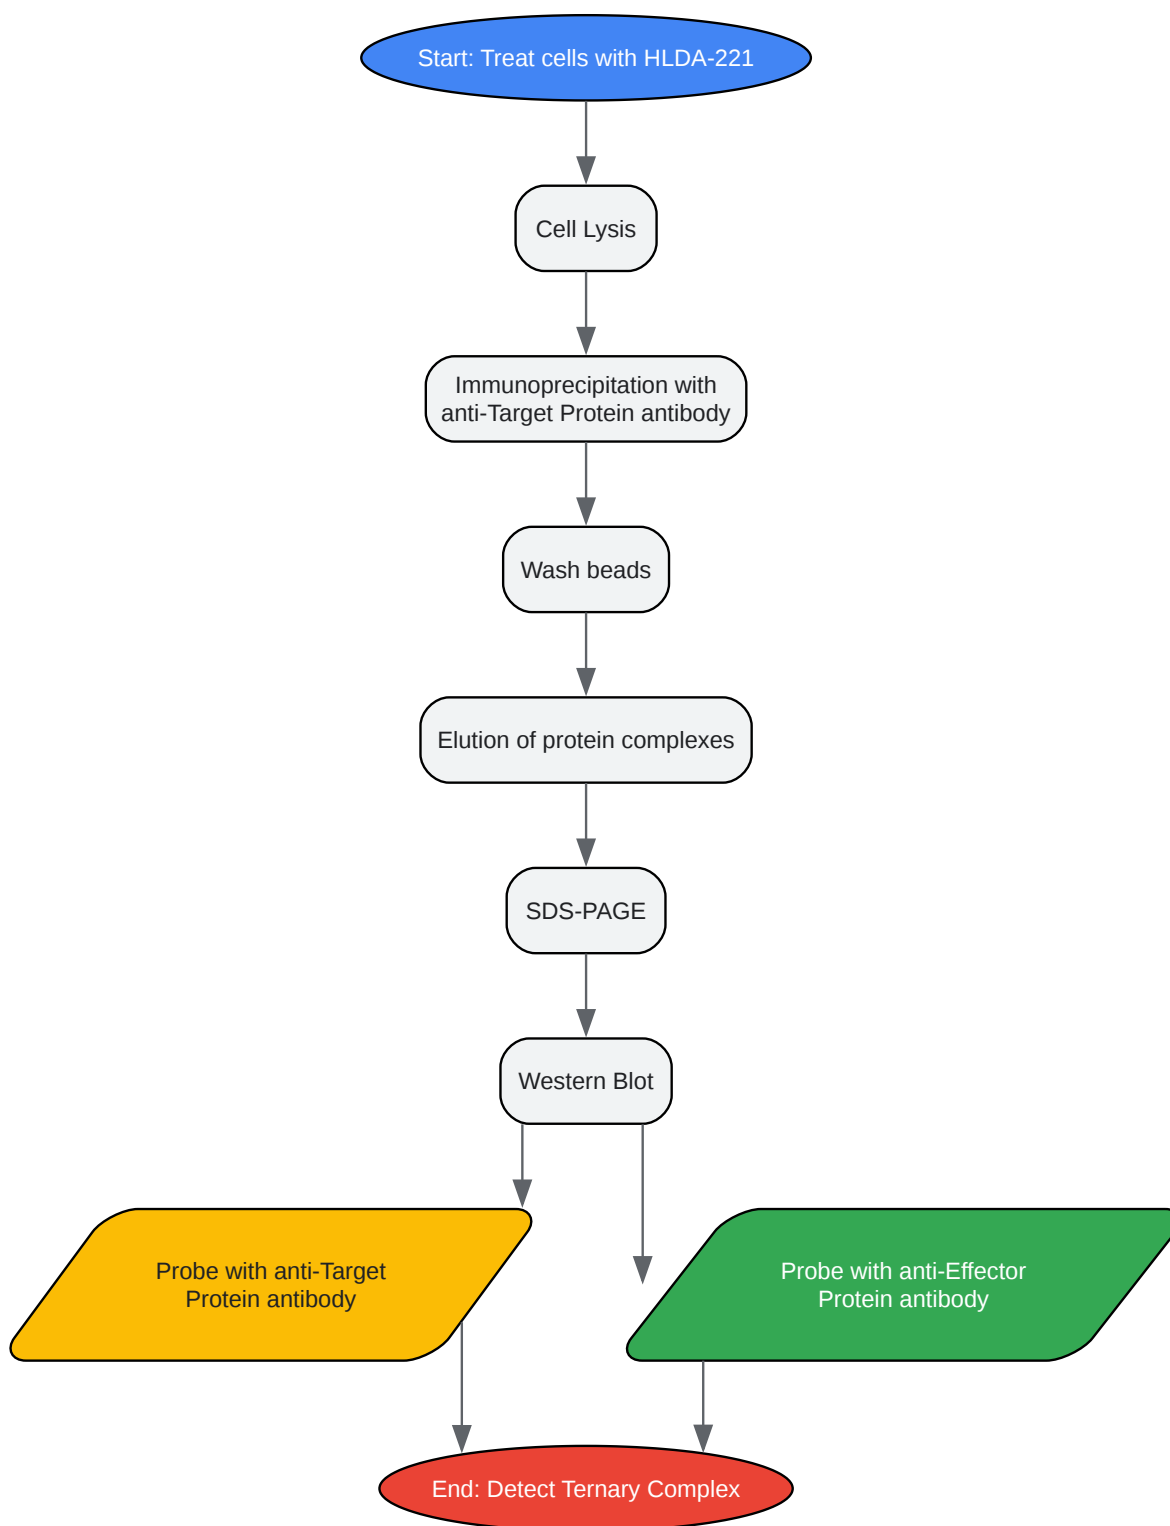 Start: Treat cells with HLDA-221
Cell Lysis
Immunoprecipitation with
anti-Target Protein antibody
Wash beads
Elution of protein complexes
SDS-PAGE
Western Blot
Probe with anti-Target
Protein antibody
Probe with anti-Effector
Protein antibody
End: Detect Ternary Complex